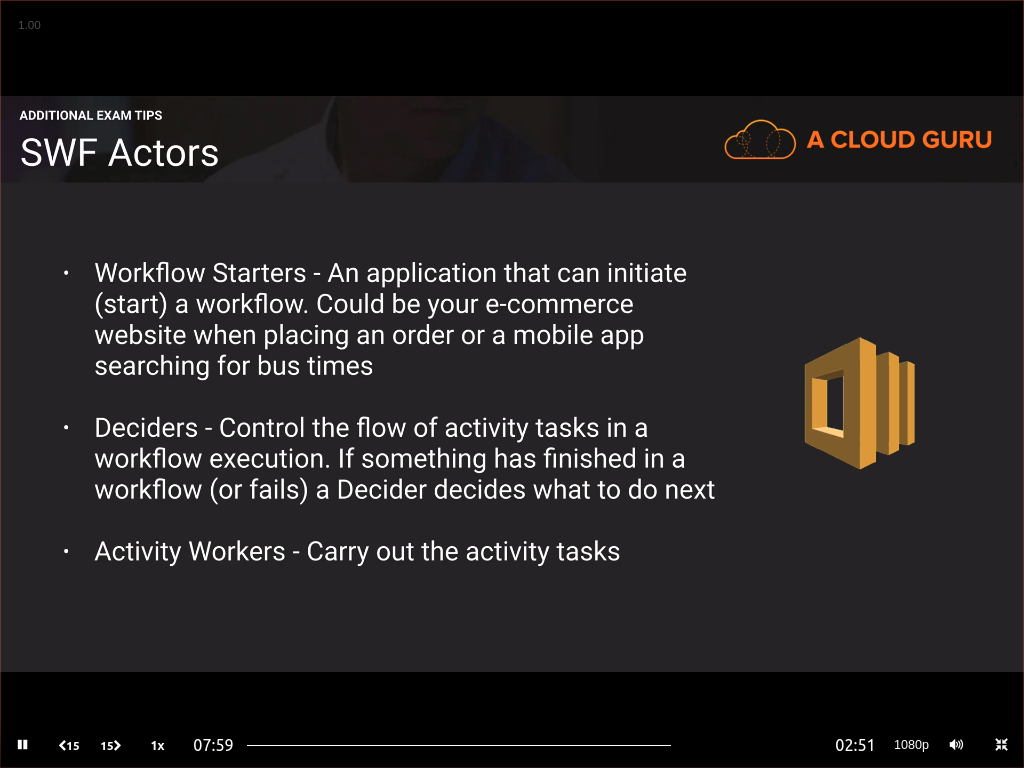 1.00
ADDITIONAL EXAM TIPS
SWF Actors
A CLOUD GURU
• Workflow Starters - An application that can initiate
(start) a workflow. Could be your e-commerce
website when placing an order or a mobile app
searching for bus times
• Deciders - Control the flow of activity tasks in a
workflow execution. If something has finished in a
workflow (or fails) a Decider decides what to do next
• Activity Workers - Carry out the activity tasks
15 15 1x 07:59 02:51 1080p